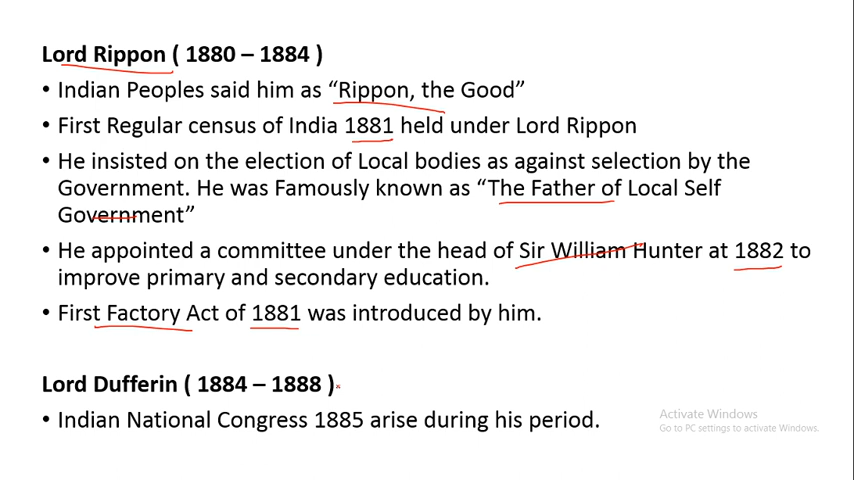 Lord Rippon ( 1880 – 1884 )
• Indian Peoples said him as “Rippon, the Good”
• First Regular census of India 1881 held under Lord Rippon
• He insisted on the election of Local bodies as against selection by the
Government. He was Famously known as “The Father of Local Self
Government”
• He appointed a committee under the head of Sir William Hunter at 1882 to
improve primary and secondary education.
• First Factory Act of 1881 was introduced by him.
Lord Dufferin ( 1884 – 1888 )
• Indian National Congress 1885 arise during his period.
Activate Windows
Go to PC settings to activate Windows.